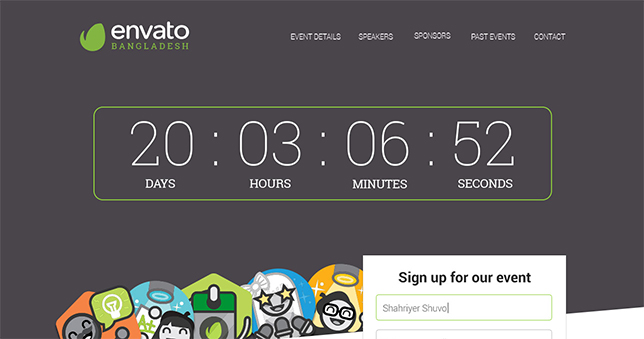 envato
BANGLADESH
EVENT DETAILS SPEAKERS SPONSORS PAST EVENTS CONTACT
20 : 03 : 06 : 52
DAYS HOURS MINUTES SECONDS
Sign up for our event
Shahriyer Shuvo